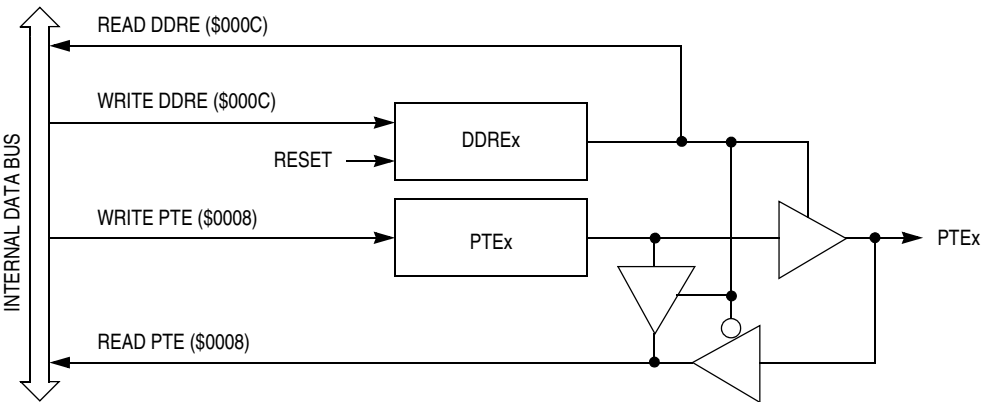 READ DDRE ($000C)
WRITE DDRE ($000C)
DDREx
RESET
INTERNAL DATA BUS
WRITE PTE ($0008)
PTEx
PTEx
READ PTE ($0008)